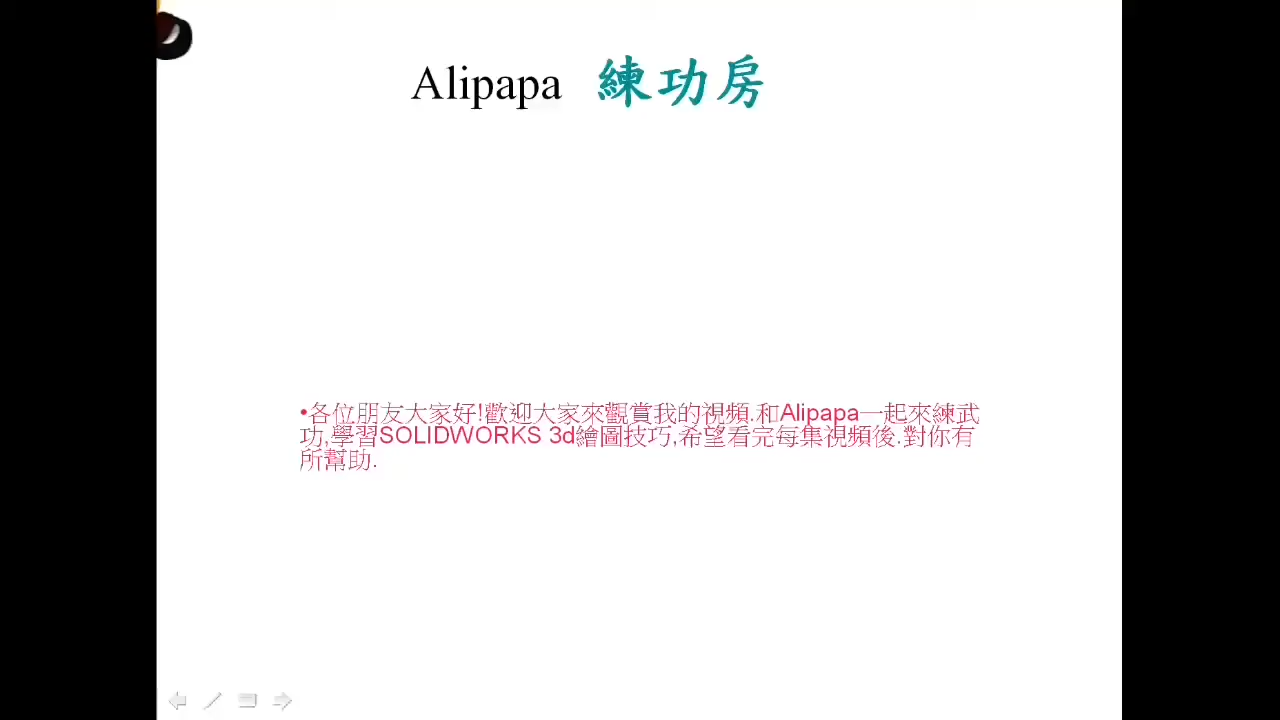 Alipapa 練功房
•各位朋友大家好!歡迎大家來觀賞我的視頻.和Alipapa一起來練武
功,學習SOLIDWORKS 3d繪圖技巧,希望看完每集視頻後.對你有
所幫助.